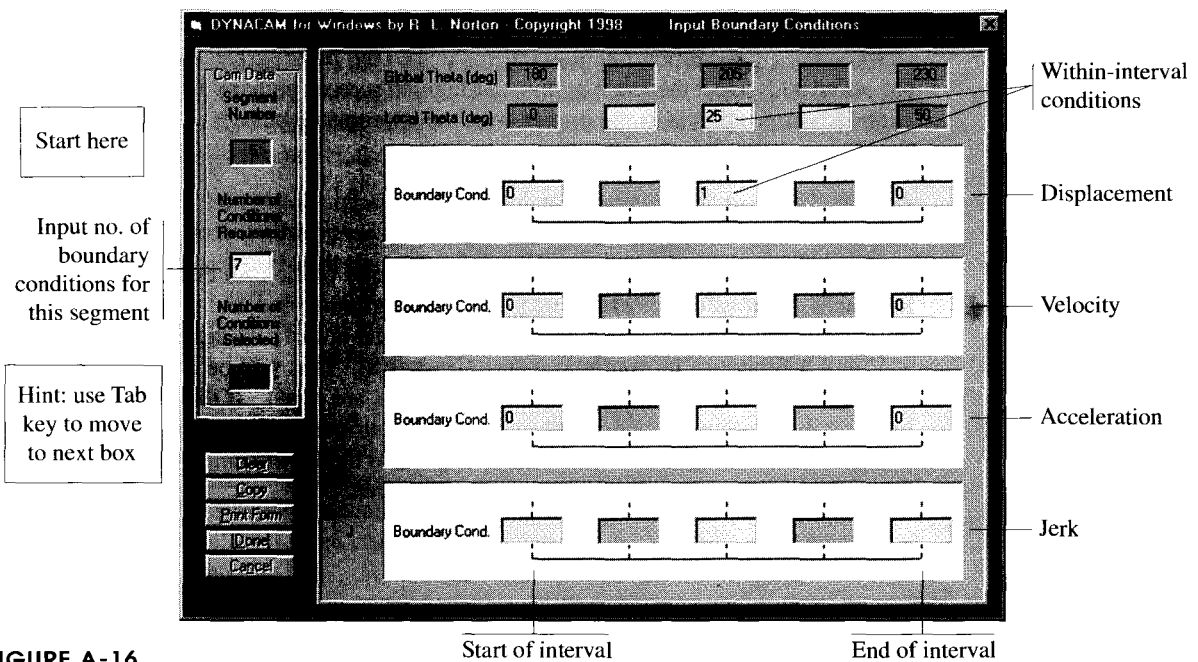 DYNACAM for Windows by R. L. Norton - Copyright 1998 Input Boundary Conditions
Cam Data
Segment
Number
Number of
Conditions
Requested
7
Number of
Conditions
Selected
Clear
Copy
Print Form
Done
Cancel
Global Theta (deg) 180 205 230
Local Theta (deg) 0 25 50
Boundary Cond. 0 1 0
Boundary Cond. 0 0
Boundary Cond. 0 0
Boundary Cond.
Start here
Input no. of
boundary
conditions for
this segment
Hint: use Tab
key to move
to next box
Within-interval
conditions
Displacement
Velocity
Acceleration
Jerk
Start of interval
End of interval
FIGURE A-16